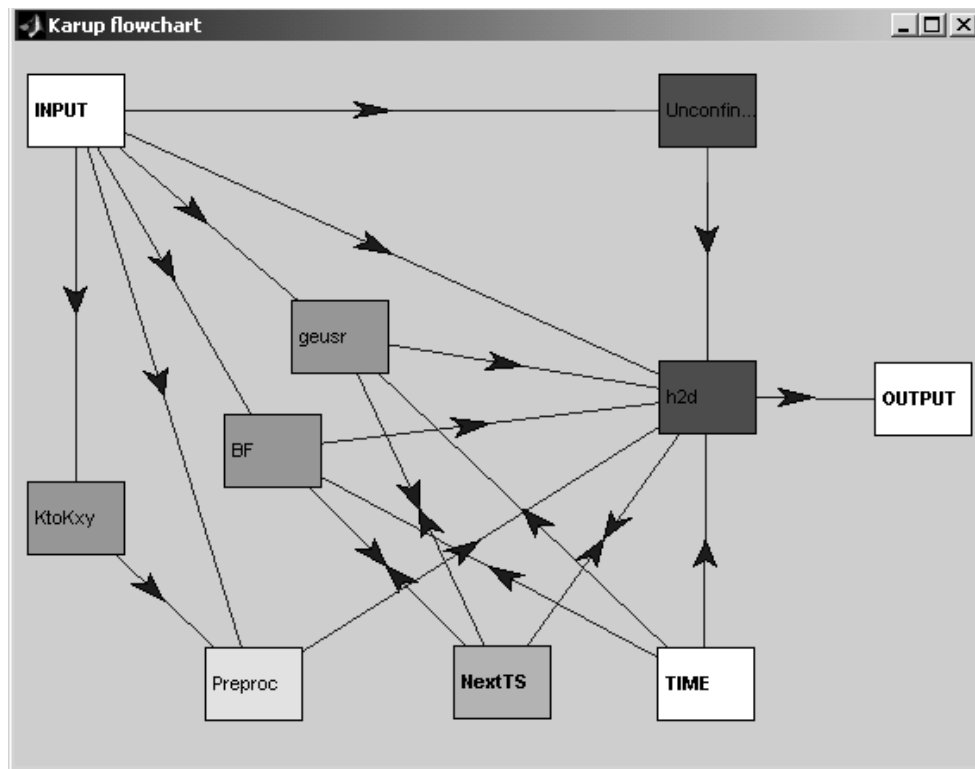 Karup flowchart
INPUT
Unconfin...
geusr
h2d
OUTPUT
BF
KtoKxy
Preproc
NextTS
TIME